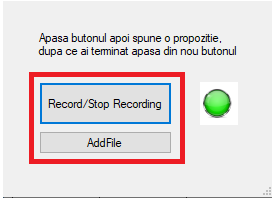 Apasa butonul apoi spune o propozitie,
dupa ce ai terminat apasa din nou butonul
Record/Stop Recording
AddFile